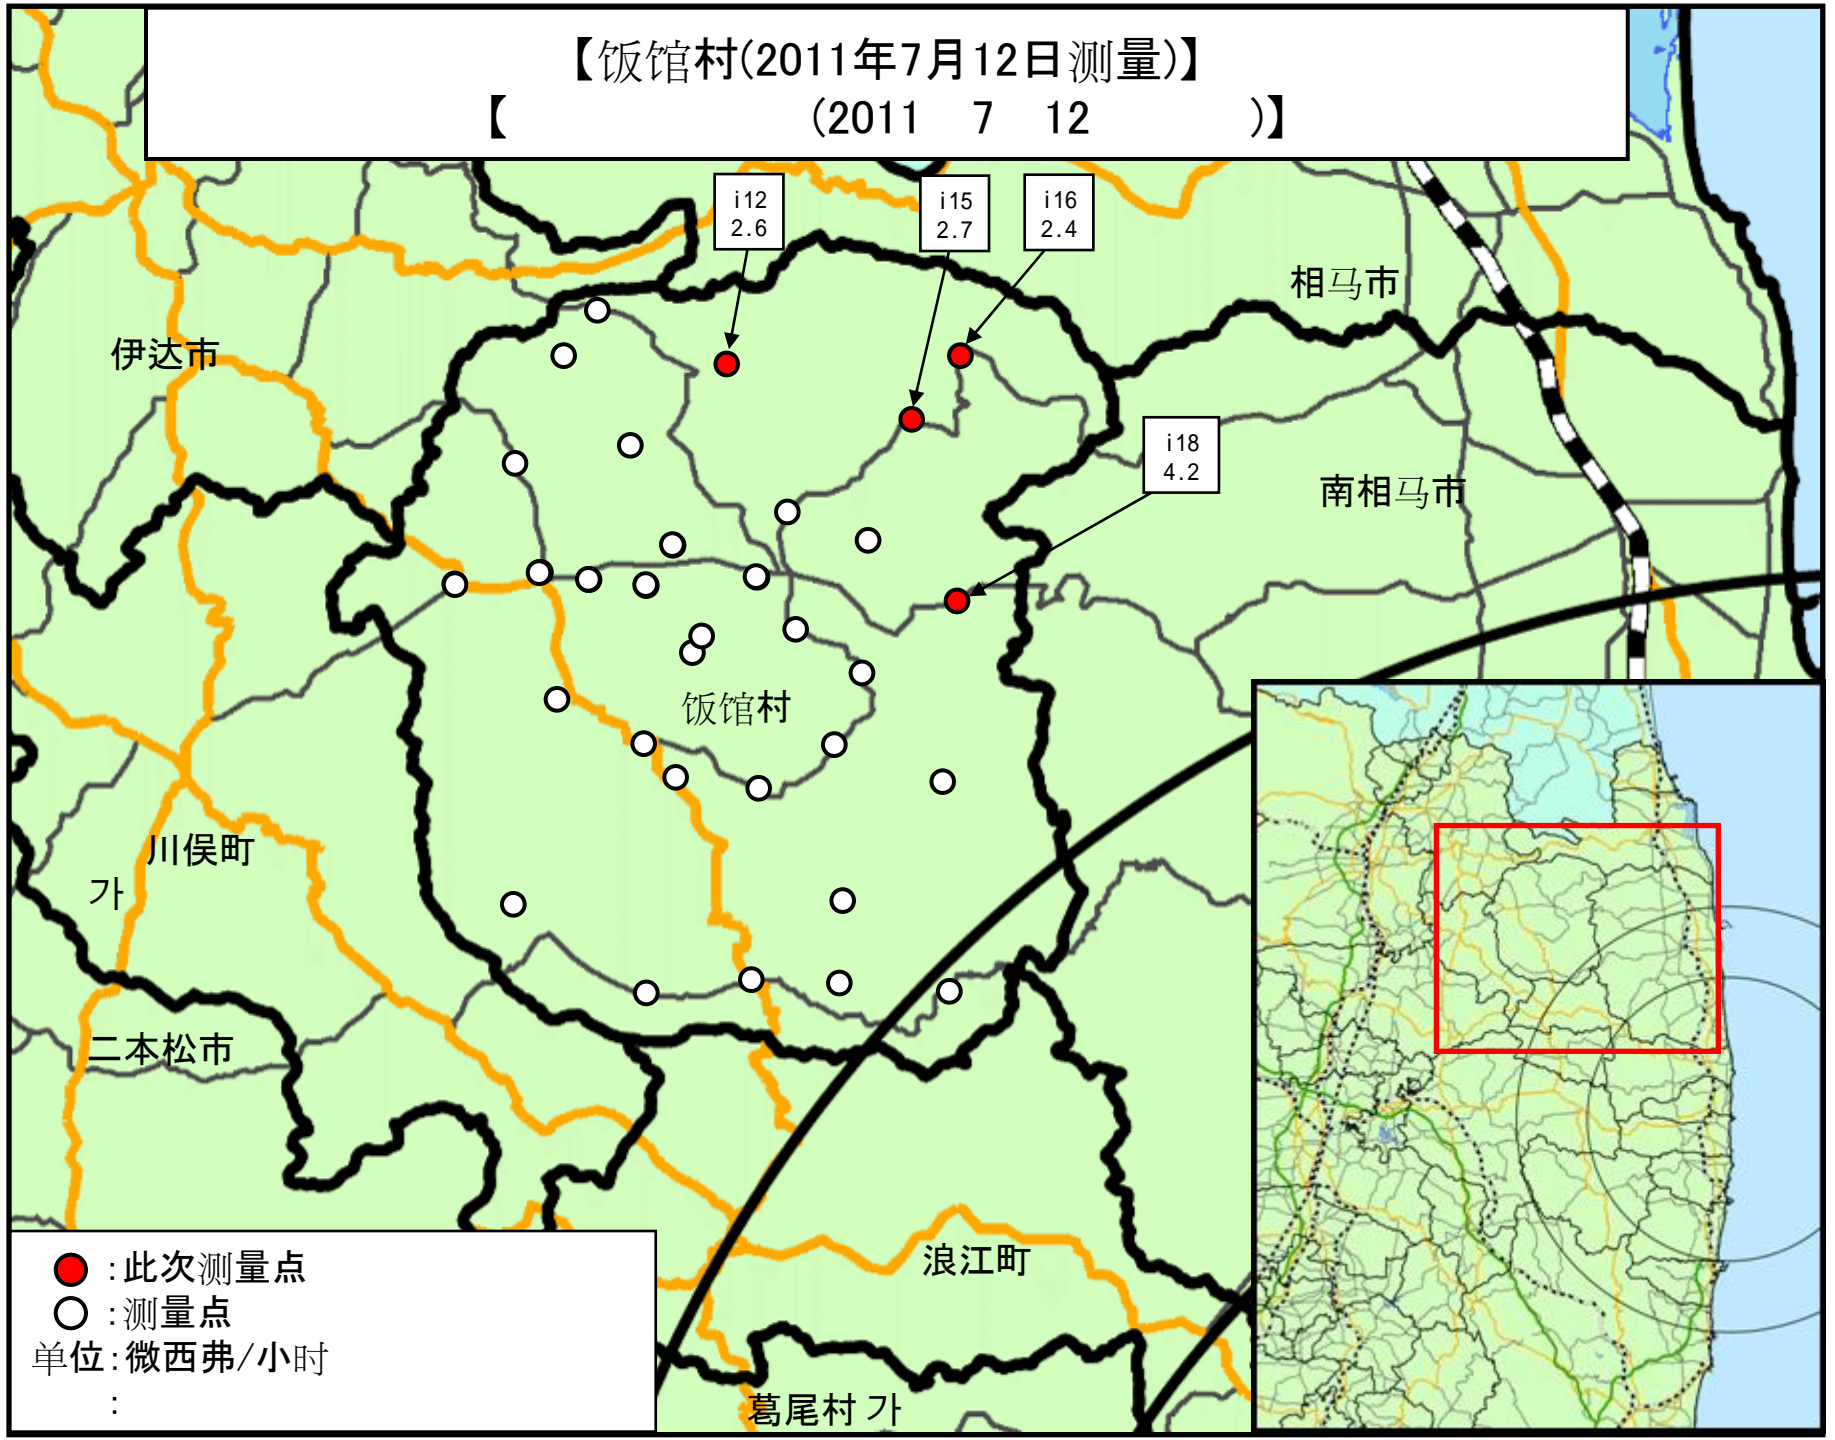 【饭馆村(2011年7月12日测量)】
【 (2011 7 12 )】
i12
2.6
i15
2.7
i16
2.4
相马市
伊达市
i18
4.2
南相马市
饭馆村
川俣町
가
二本松市
浪江町
●:此次测量点
○:测量点
单位:微西弗/小时
:
葛尾村 가